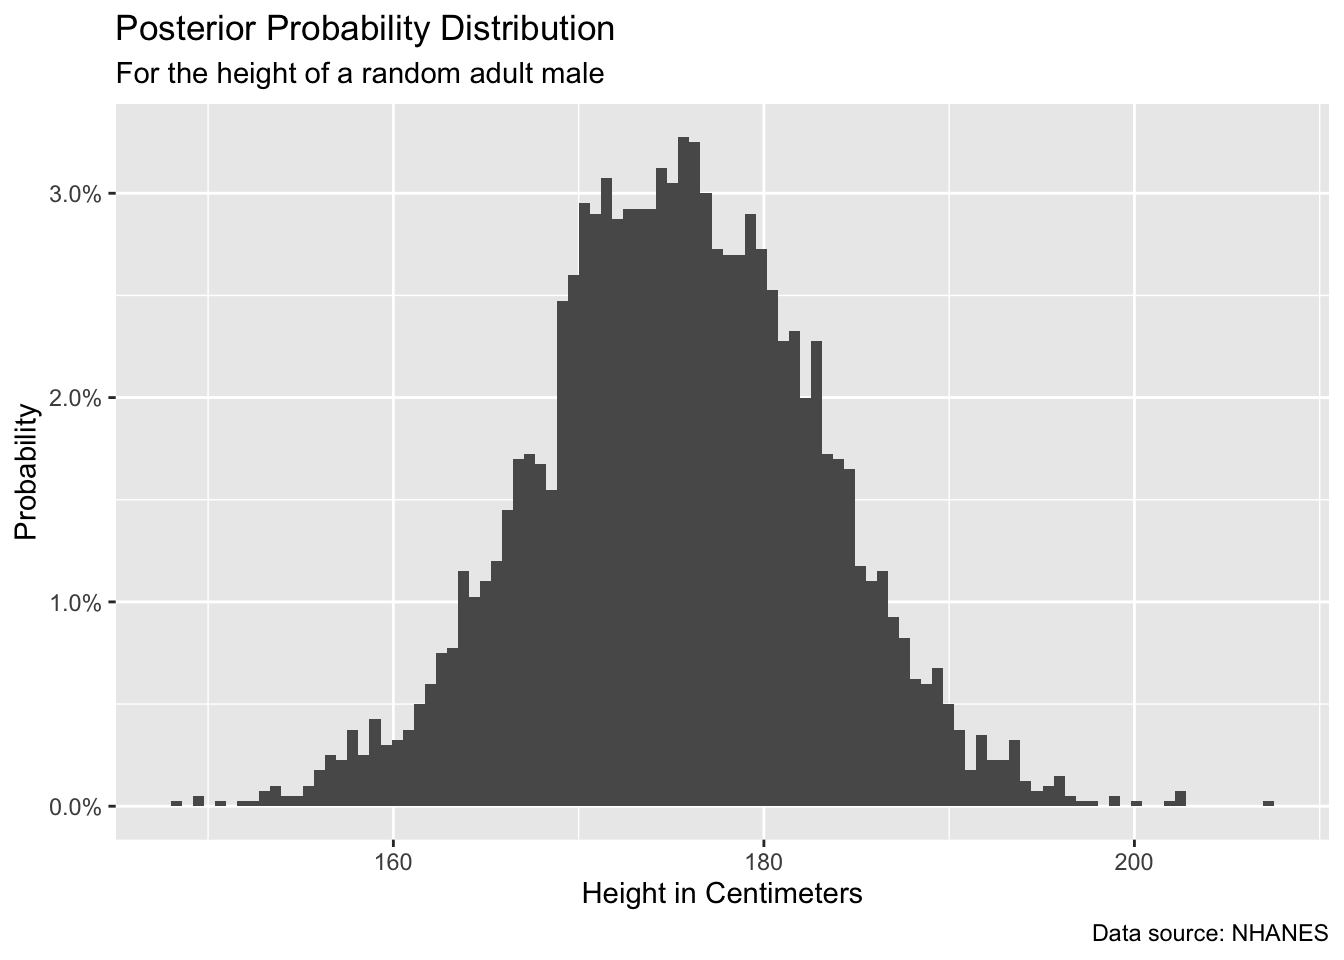 Posterior Probability Distribution
For the height of a random adult male
3.0%
2.0%
1.0%
0.0%
Probability
160 180 200
Height in Centimeters
Data source: NHANES